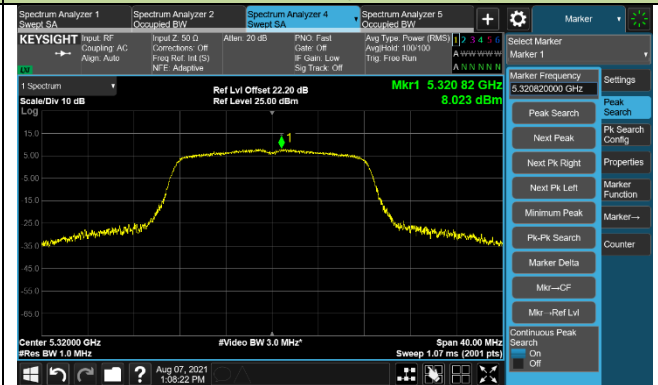 Spectrum Analyzer 1
Swept SA
Spectrum Analyzer 2
Occupied BW
Spectrum Analyzer 4
Swept SA
Spectrum Analyzer 5
Occupied BW
+
Marker
KEYSIGHT
Input: RF
Coupling: AC
Align: Auto
Input Z: 50 Ω
Corrections: Off
Freq Ref: Int (S)
NFE: Adaptive
Atten: 20 dB
PNO: Fast
Gate: Off
IF Gain: Low
Sig Track: Off
Avg Type: Power (RMS)
Avg|Hold: 100/100
Trig: Free Run
1 2 3 4 5 6
A W W W W W
A N N N N N
LV
Select Marker
Marker 1
1 Spectrum
Scale/Div 10 dB
Log
Ref Lvl Offset 22.20 dB
Ref Level 25.00 dBm
Mkr1 5.320 82 GHz
8.023 dBm
1
15.0
5.00
-5.00
-15.0
-25.0
-35.0
-45.0
-55.0
-65.0
Center 5.32000 GHz
#Res BW 1.0 MHz
#Video BW 3.0 MHz*
Span 40.00 MHz
Sweep 1.07 ms (2001 pts)
Marker Frequency
5.320820000 GHz
Peak Search
Next Peak
Next Pk Right
Next Pk Left
Minimum Peak
Pk-Pk Search
Marker Delta
Mkr→CF
Mkr→Ref Lvl
Continuous Peak
Search
On
Off
Settings
Peak
Search
Pk Search
Config
Properties
Marker
Function
Marker→
Counter
?
Aug 07, 2021
1:08:22 PM